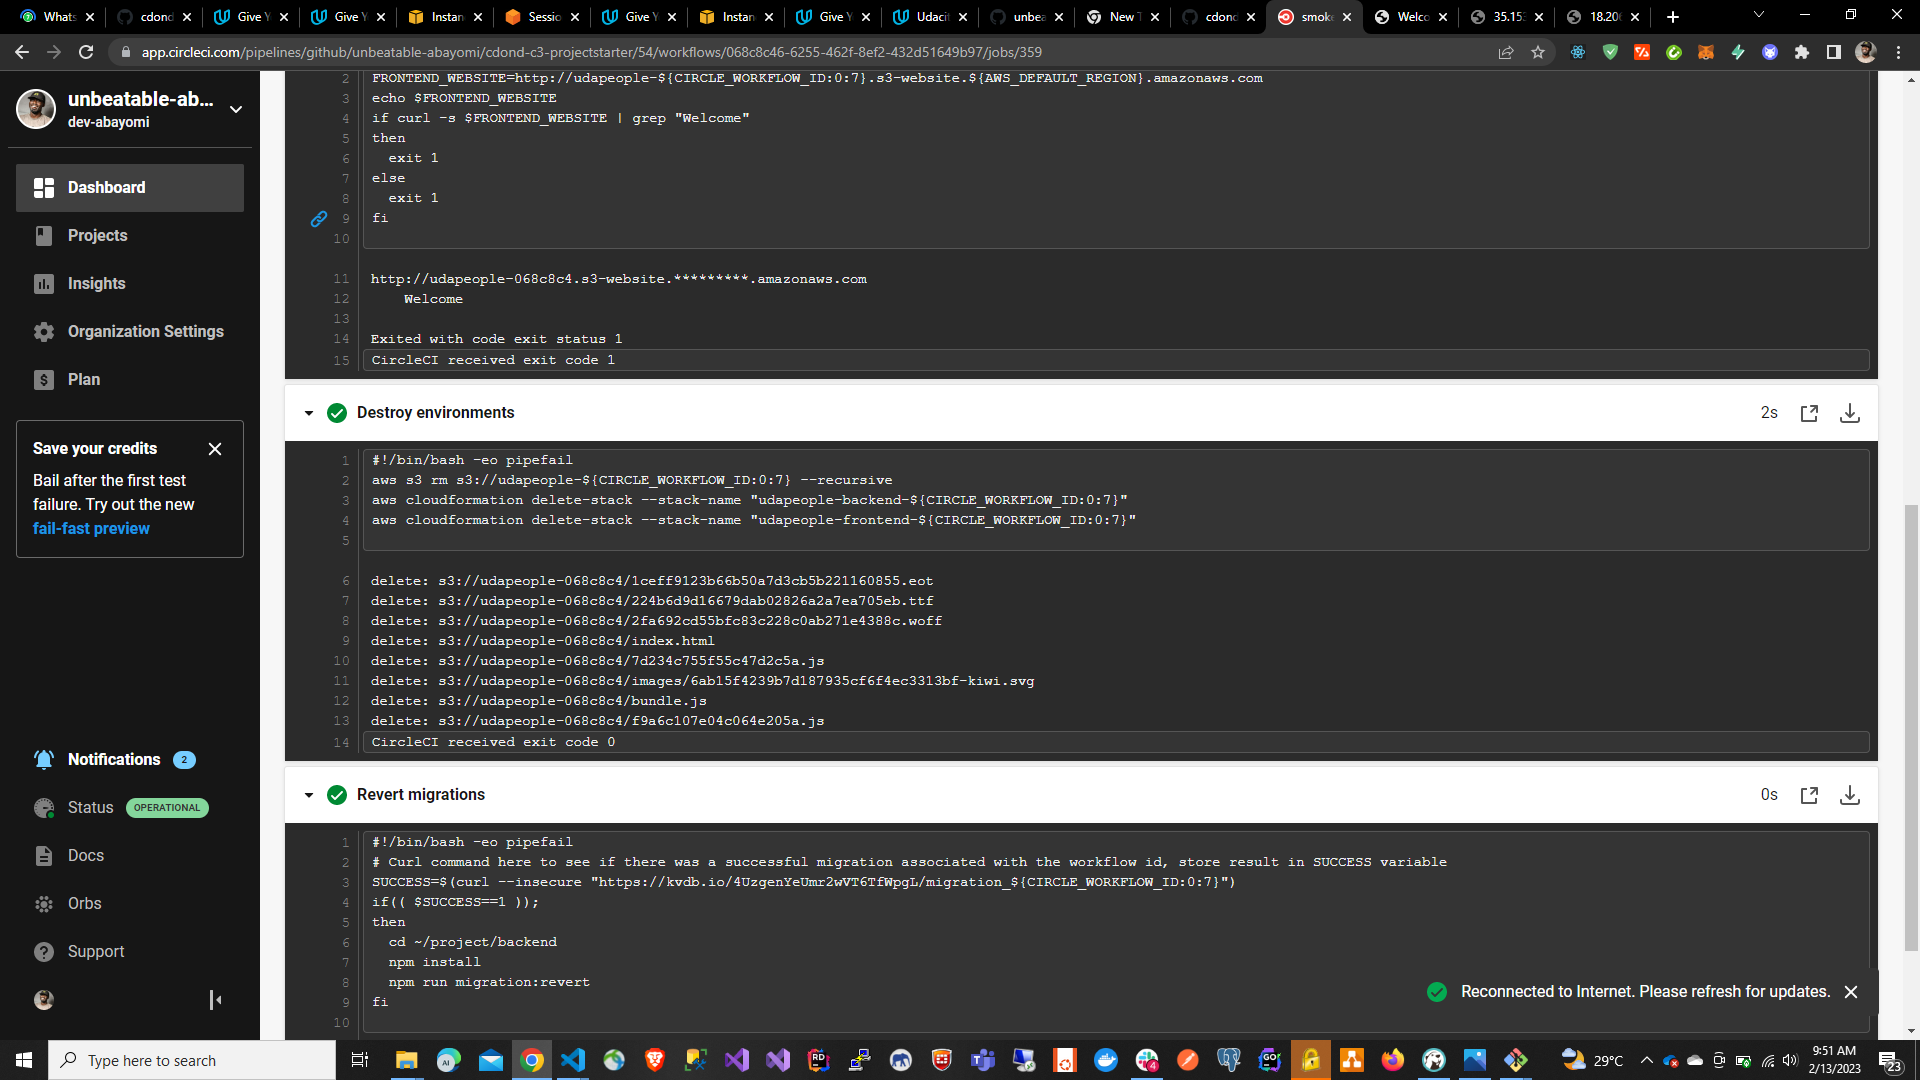 Whats
cdond
Give Y
Give Y
Instan
Sessio
Give Y
Instan
Give Y
Udacit
unbea
New T
cdond
smoke
Welco
35.153
18.206
app.circleci.com/pipelines/github/unbeatable-abayomi/cdond-c3-projectstarter/54/workflows/068c8c46-6255-462f-8ef2-432d51649b97/jobs/359
unbeatable-ab...
dev-abayomi
Dashboard
Projects
Insights
Organization Settings
Plan
Save your credits
Bail after the first test
failure. Try out the new
fail-fast preview
Notifications 2
Status OPERATIONAL
Docs
Orbs
Support
2 FRONTEND_WEBSITE=http://udapeople-${CIRCLE_WORKFLOW_ID:0:7}.s3-website.${AWS_DEFAULT_REGION}.amazonaws.com
3 echo $FRONTEND_WEBSITE
4 if curl -s $FRONTEND_WEBSITE | grep "Welcome"
5 then
6 exit 1
7 else
8 exit 1
9 fi
10
11 http://udapeople-068c8c4.s3-website.*********.amazonaws.com
12 Welcome
13
14 Exited with code exit status 1
15 CircleCI received exit code 1
Destroy environments 2s
1 #!/bin/bash -eo pipefail
2 aws s3 rm s3://udapeople-${CIRCLE_WORKFLOW_ID:0:7} --recursive
3 aws cloudformation delete-stack --stack-name "udapeople-backend-${CIRCLE_WORKFLOW_ID:0:7}"
4 aws cloudformation delete-stack --stack-name "udapeople-frontend-${CIRCLE_WORKFLOW_ID:0:7}"
5
6 delete: s3://udapeople-068c8c4/1ceff9123b66b50a7d3cb5b221160855.eot
7 delete: s3://udapeople-068c8c4/224b6d9d16679dab02826a2a7ea705eb.ttf
8 delete: s3://udapeople-068c8c4/2fa692cd55bfc83c228c0ab271e4388c.woff
9 delete: s3://udapeople-068c8c4/index.html
10 delete: s3://udapeople-068c8c4/7d234c755f55c47d2c5a.js
11 delete: s3://udapeople-068c8c4/images/6ab15f4239b7d187935cf6f4ec3313bf-kiwi.svg
12 delete: s3://udapeople-068c8c4/bundle.js
13 delete: s3://udapeople-068c8c4/f9a6c107e04c064e205a.js
14 CircleCI received exit code 0
Revert migrations 0s
1 #!/bin/bash -eo pipefail
2 # Curl command here to see if there was a successful migration associated with the workflow id, store result in SUCCESS variable
3 SUCCESS=$(curl --insecure "https://kvdb.io/4UzgenYeUmr2wVT6TfWpgL/migration_${CIRCLE_WORKFLOW_ID:0:7}")
4 if(( $SUCCESS==1 ));
5 then
6 cd ~/project/backend
7 npm install
8 npm run migration:revert
9 fi
10
Reconnected to Internet. Please refresh for updates.
Type here to search
29°C
9:51 AM
2/13/2023
23